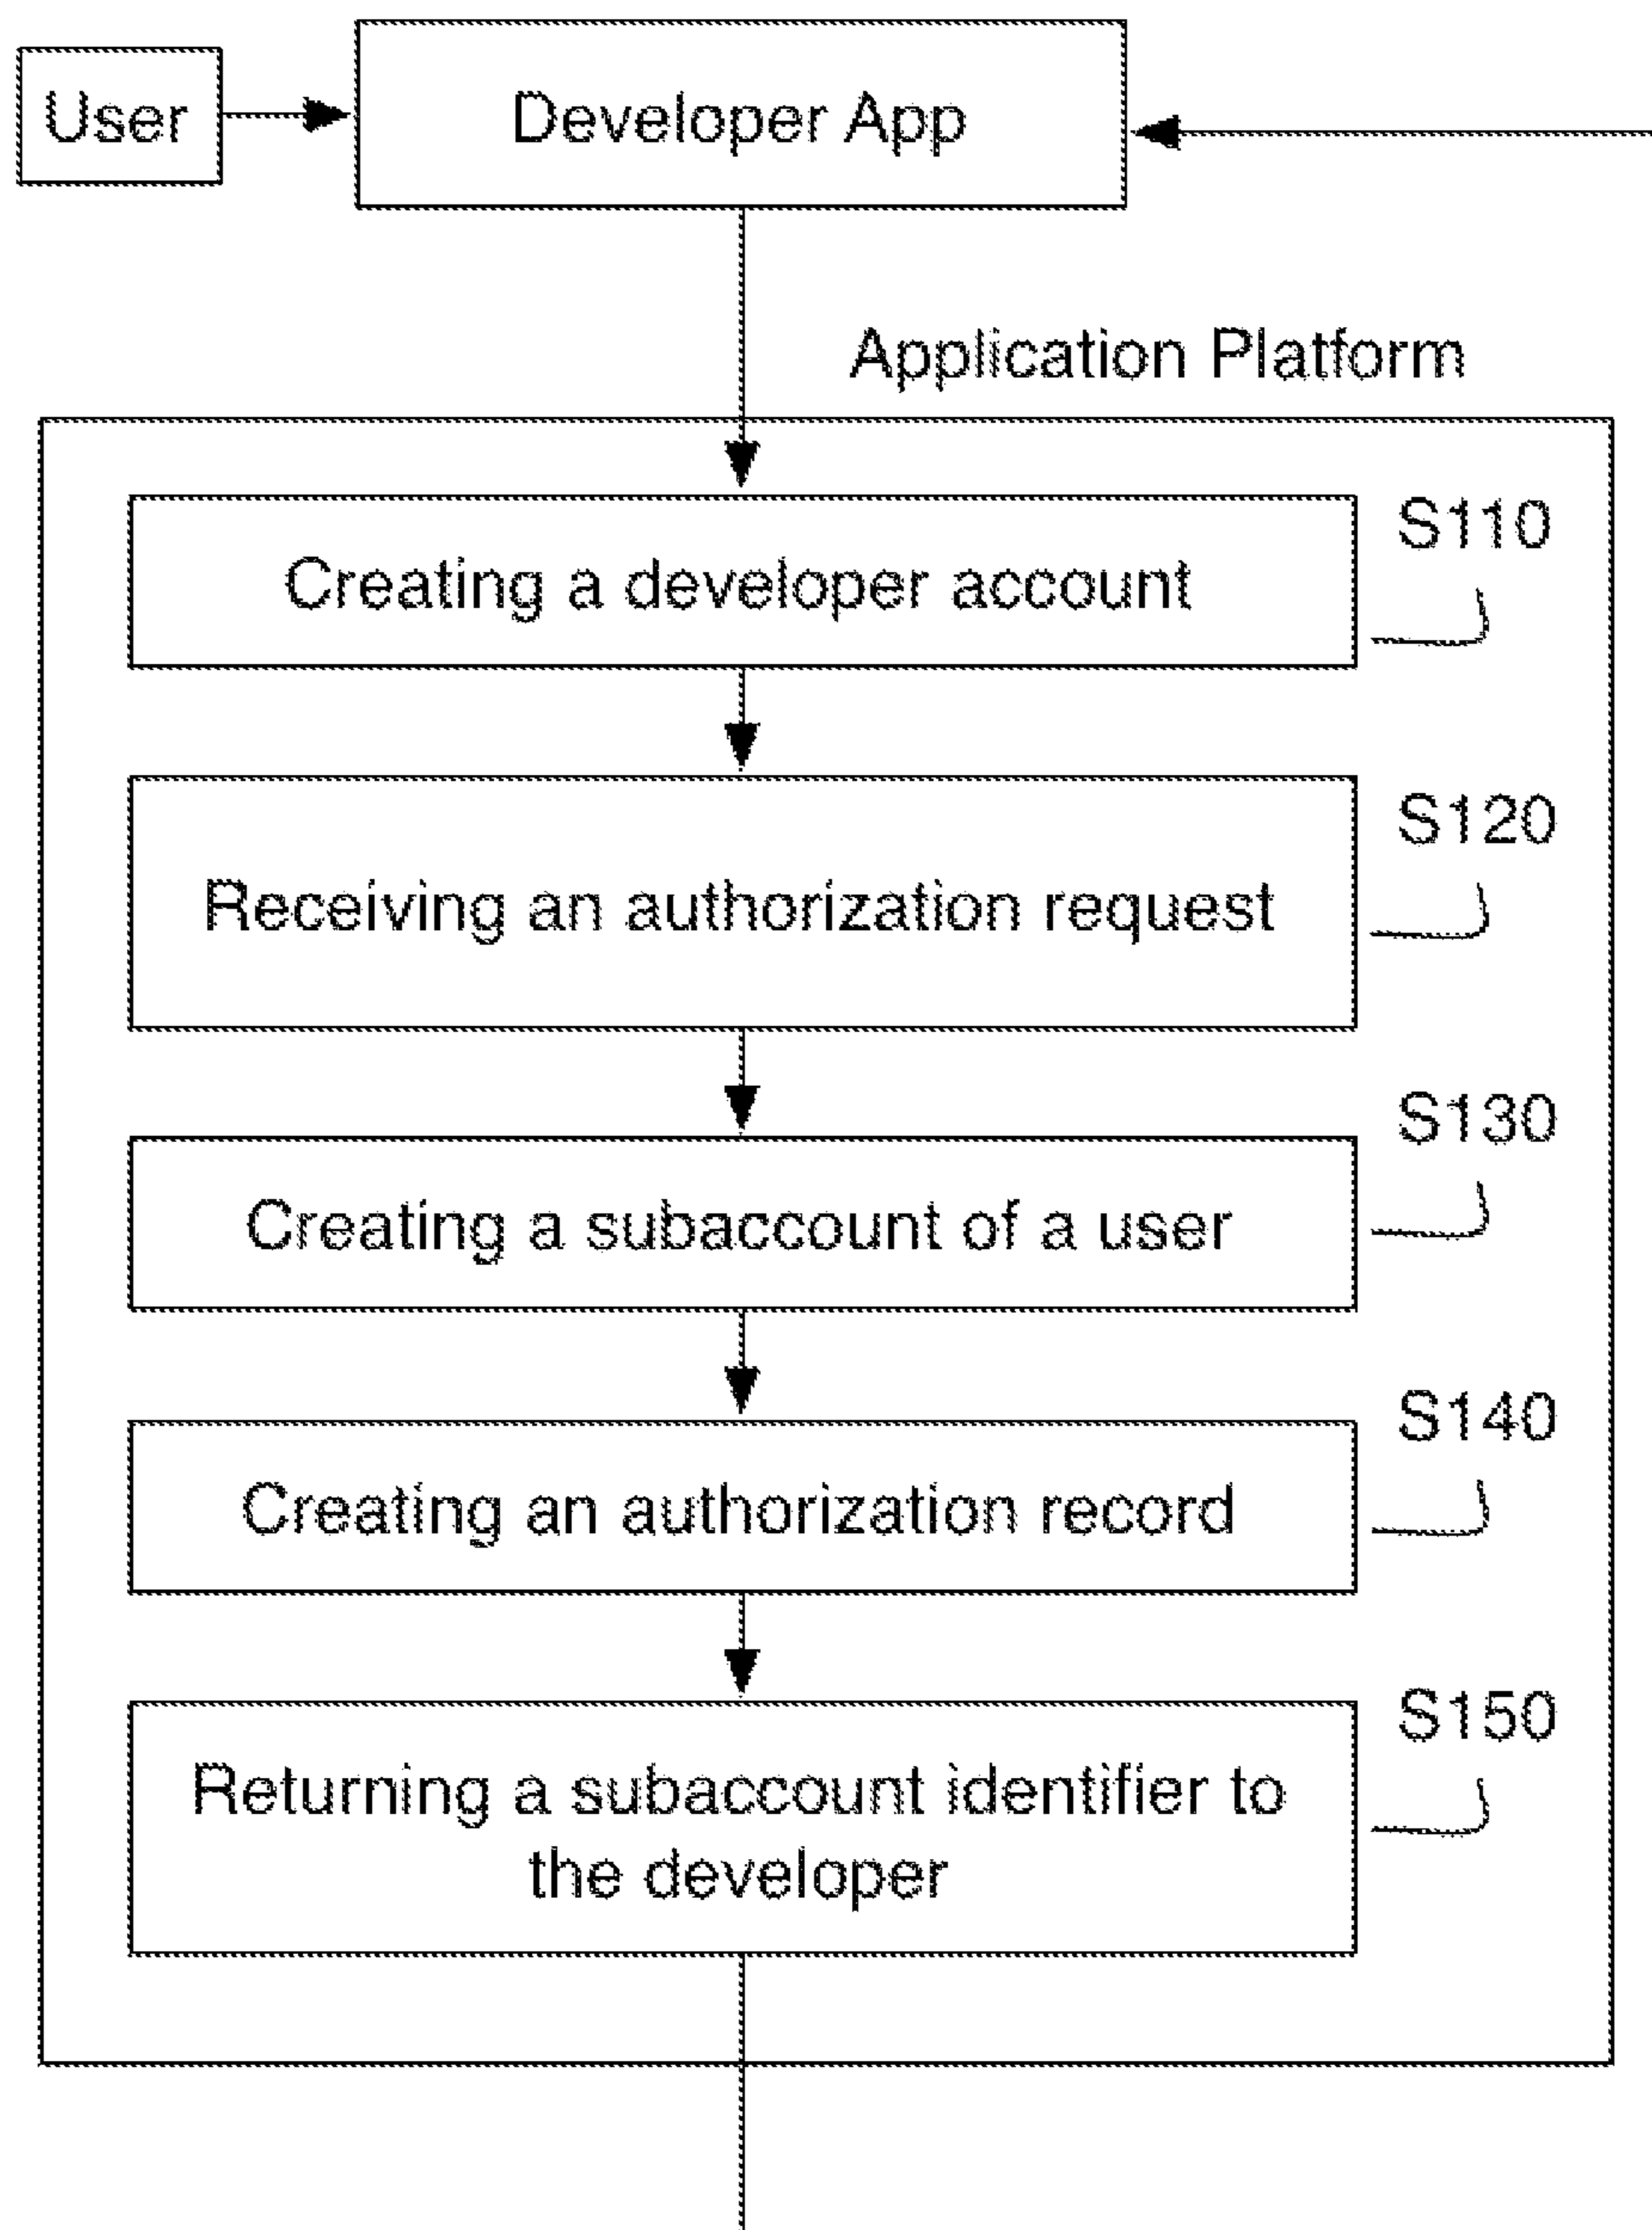 User
Developer App
Application Platform
Creating a developer account
S110
Receiving an authorization request
S120
Creating a subaccount of a user
S130
Creating an authorization record
S140
Returning a subaccount identifier to
the developer
S150